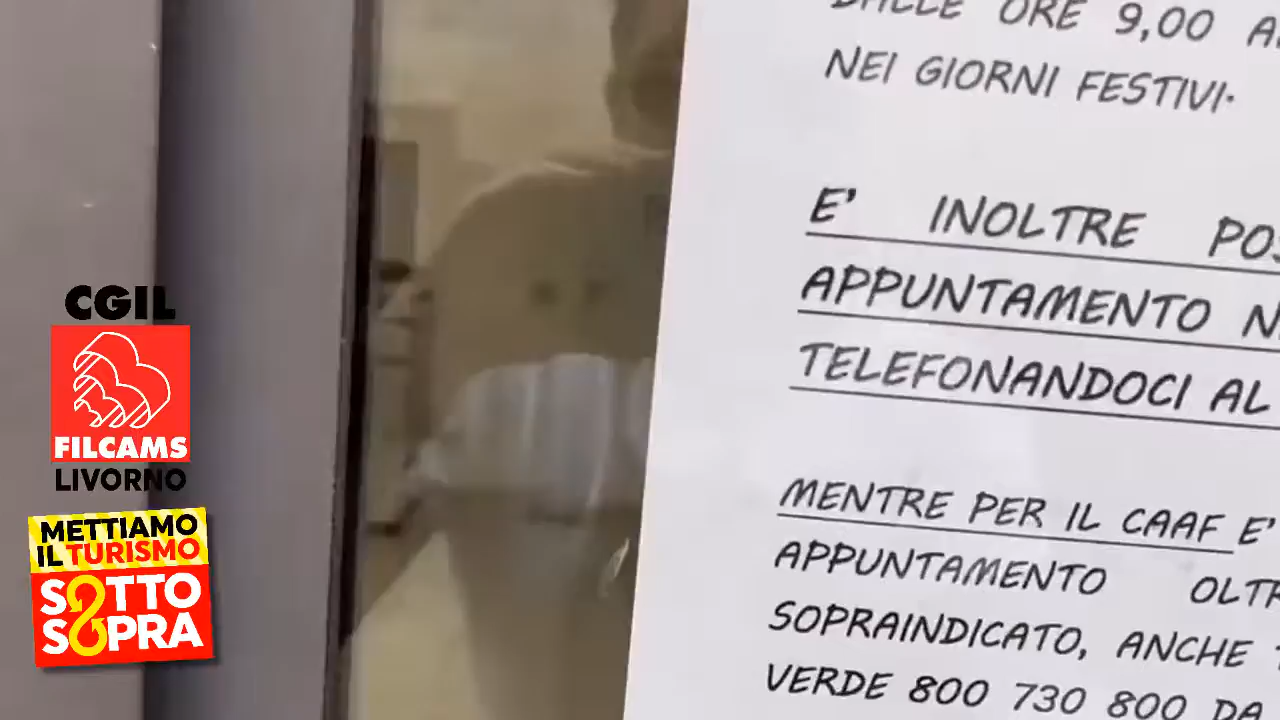 DALLE ORE 9,00
NEI GIORNI FESTIVI.
E' INOLTRE
APPUNTAMENTO
TELEFONANDOCI AL
MENTRE PER IL CAAF E'
APPUNTAMENTO
SOPRAINDICATO, ANCHE
VERDE 800 730 800 DA
CGIL
FILCAMS
LIVORNO
METTIAMO
IL TURISMO
SOTTO
SOPRA